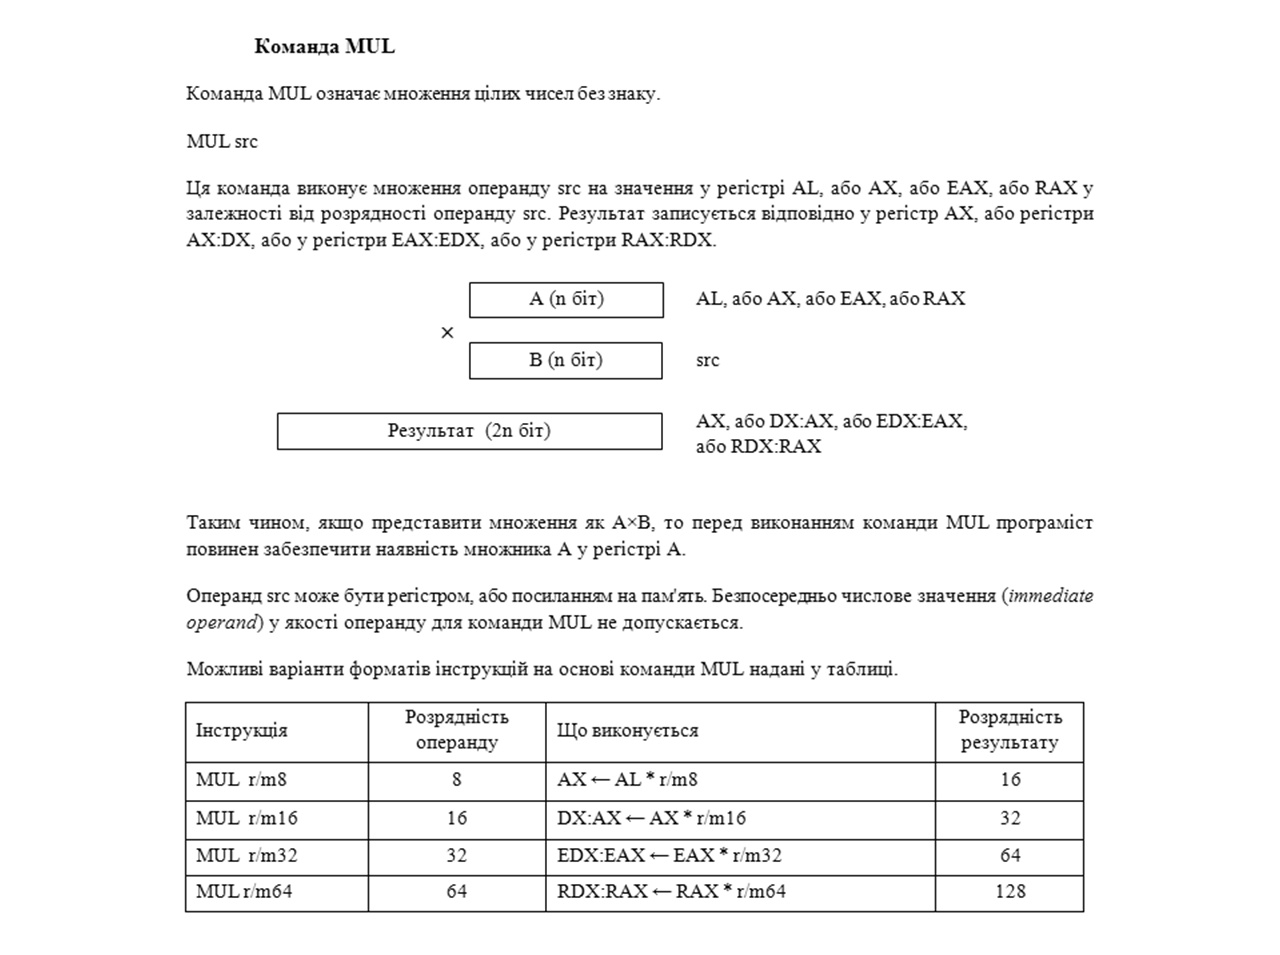 Команда MUL
Команда MUL означає множення цілих чисел без знаку.
MUL src
Ця команда виконує множення операнду src на значення у регістрі AL, або AX, або EAX, або RAX у
залежності від розрядності операнду src. Результат записується відповідно у регістр AX, або регістри
AX:DX, або у регістри EAX:EDX, або у регістри RAX:RDX.
A (n біт) AL, або AX, або EAX, або RAX
×
B (n біт) src
Результат (2n біт) AX, або DX:AX, або EDX:EAX,
або RDX:RAX
Таким чином, якщо представити множення як A×B, то перед виконанням команди MUL програміст
повинен забезпечити наявність множника A у регістрі A.
Операнд src може бути регістром, або посиланням на пам'ять. Безпосередньо числове значення (immediate
operand) у якості операнду для команди MUL не допускається.
Можливі варіанти форматів інструкцій на основі команди MUL надані у таблиці.
Інструкція Розрядність операнду Що виконується Розрядність результату
MUL r/m8 8 AX ← AL * r/m8 16
MUL r/m16 16 DX:AX ← AX * r/m16 32
MUL r/m32 32 EDX:EAX ← EAX * r/m32 64
MUL r/m64 64 RDX:RAX ← RAX * r/m64 128